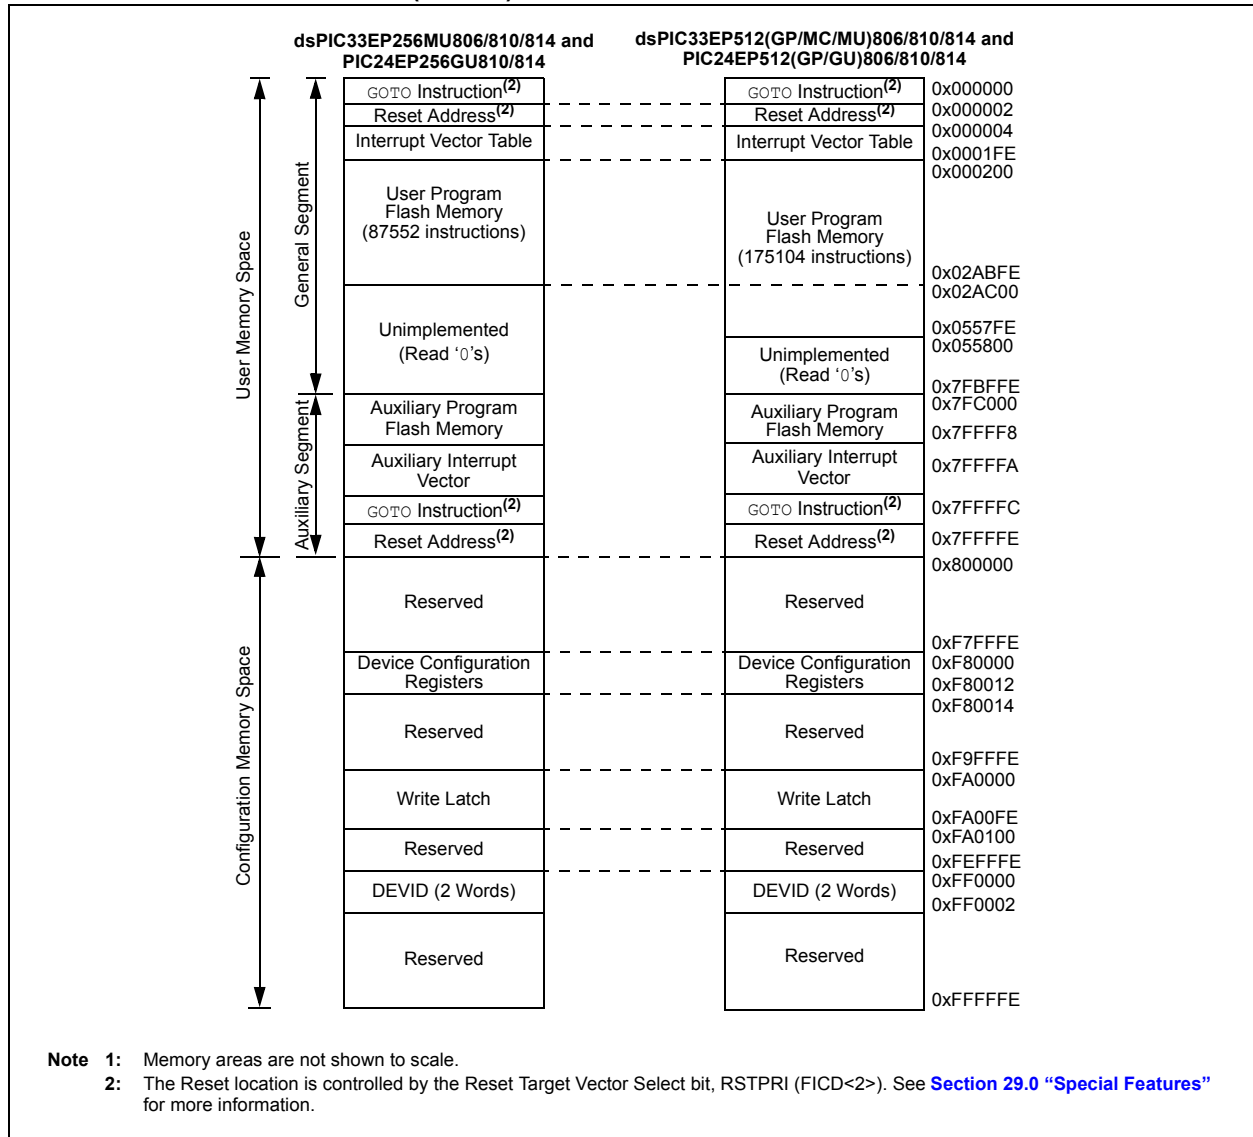 dsPIC33EP256MU806/810/814 and
PIC24EP256GU810/814
GOTO Instruction(2)
Reset Address(2)
Interrupt Vector Table
User Program
Flash Memory
(87552 instructions)
Unimplemented
(Read ‘0’s)
Auxiliary Program
Flash Memory
Auxiliary Interrupt
Vector
GOTO Instruction(2)
Reset Address(2)
Reserved
Device Configuration
Registers
Reserved
Write Latch
Reserved
DEVID (2 Words)
Reserved
dsPIC33EP512(GP/MC/MU)806/810/814 and
PIC24EP512(GP/GU)806/810/814
GOTO Instruction(2)
Reset Address(2)
Interrupt Vector Table
User Program
Flash Memory
(175104 instructions)
Unimplemented
(Read ‘0’s)
Auxiliary Program
Flash Memory
Auxiliary Interrupt
Vector
GOTO Instruction(2)
Reset Address(2)
Reserved
Device Configuration
Registers
Reserved
Write Latch
Reserved
DEVID (2 Words)
Reserved
0x000000
0x000002
0x000004
0x0001FE
0x000200
0x02ABFE
0x02AC00
0x0557FE
0x055800
0x7FBFFE
0x7FC000
0x7FFFF8
0x7FFFFA
0x7FFFFC
0x7FFFFE
0x800000
0xF7FFFE
0xF80000
0xF80012
0xF80014
0xF9FFFE
0xFA0000
0xFA00FE
0xFA0100
0xFEFFFE
0xFF0000
0xFF0002
0xFFFFFE
User Memory Space
General Segment
Auxiliary Segment
Configuration Memory Space
Note 1: Memory areas are not shown to scale.
2: The Reset location is controlled by the Reset Target Vector Select bit, RSTPRI (FICD<2>). See Section 29.0 “Special Features”
for more information.